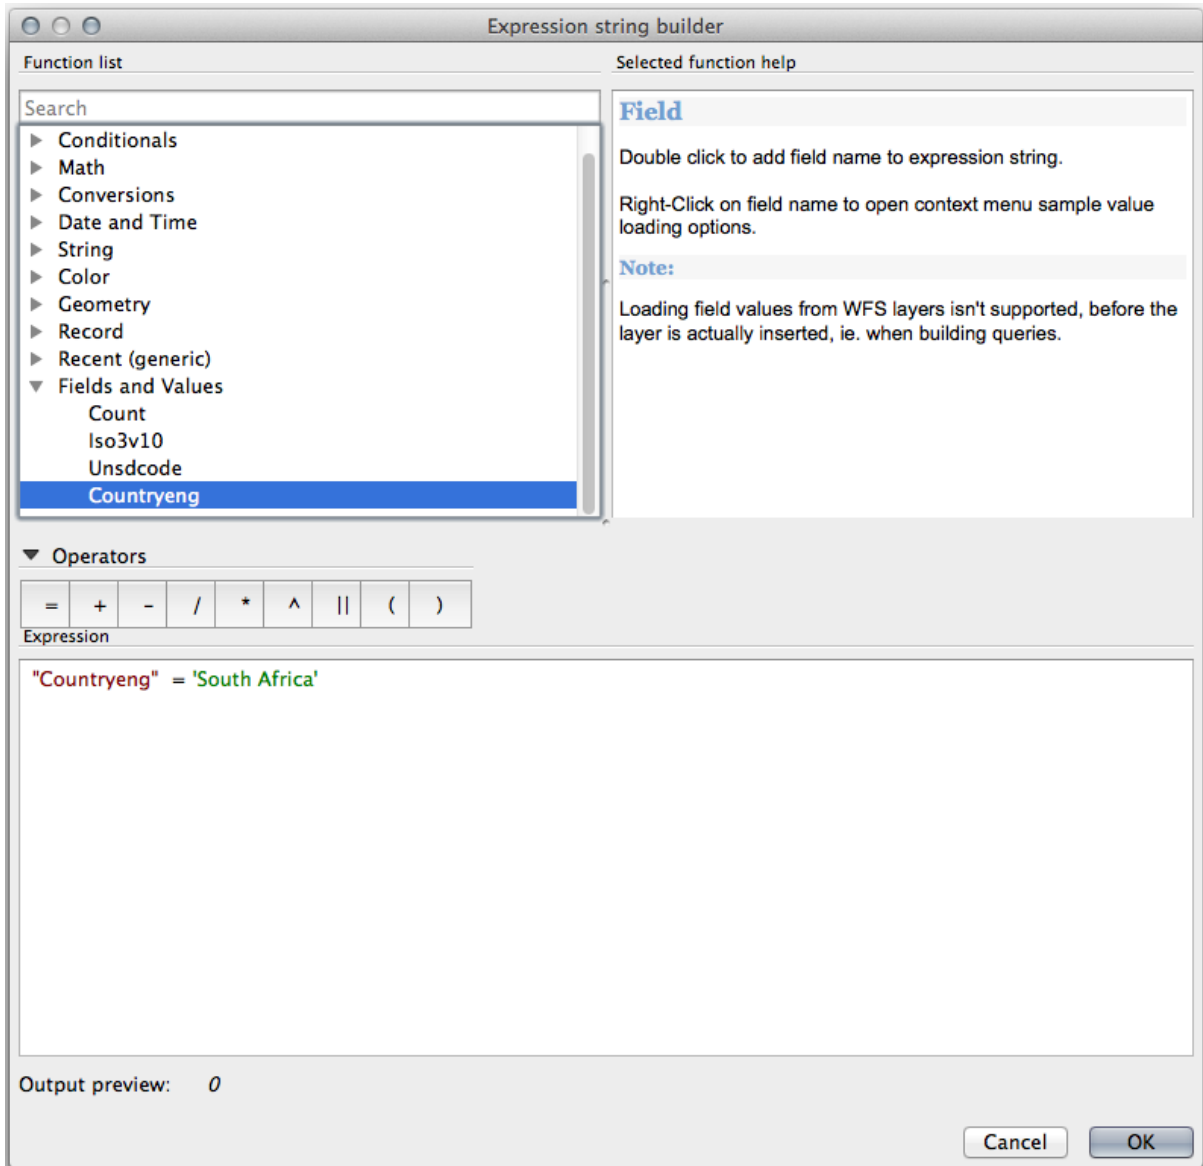 Expression string builder
Function list
Selected function help
Search
Conditionals
Math
Conversions
Date and Time
String
Color
Geometry
Record
Recent (generic)
Fields and Values
Count
Iso3v10
Unsdcode
Countryeng
Field
Double click to add field name to expression string.
Right-Click on field name to open context menu sample value
loading options.
Note:
Loading field values from WFS layers isn't supported, before the
layer is actually inserted, ie. when building queries.
Operators
= + - / * ^ || ( )
Expression
"Countryeng" = 'South Africa'
Output preview: 0
Cancel OK